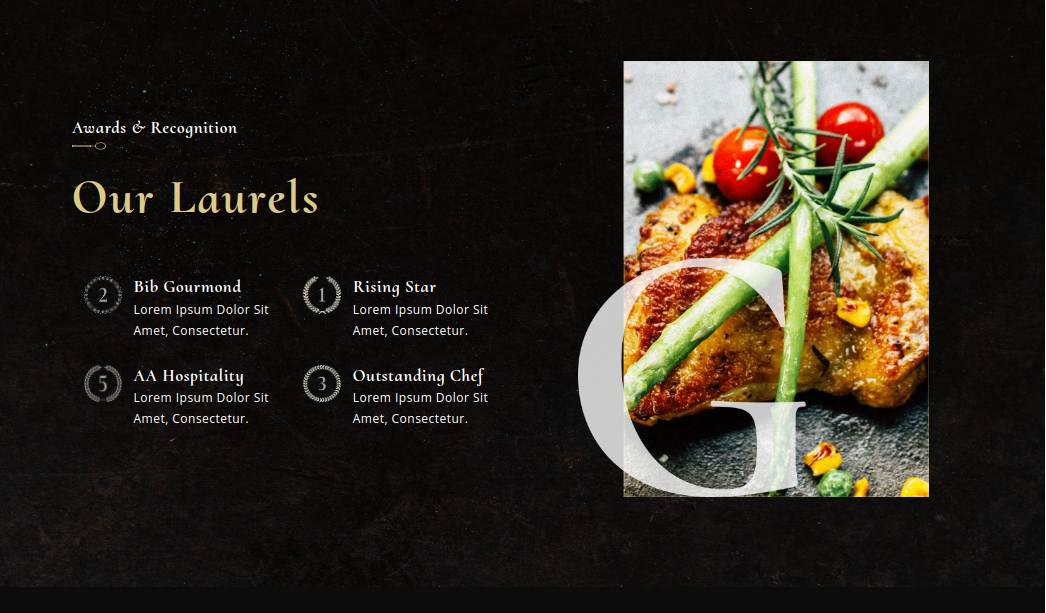 Awards & Recognition
Our Laurels
2
Bib Gourmond
Lorem Ipsum Dolor Sit
Amet, Consectetur.
1
Rising Star
Lorem Ipsum Dolor Sit
Amet, Consectetur.
5
AA Hospitality
Lorem Ipsum Dolor Sit
Amet, Consectetur.
3
Outstanding Chef
Lorem Ipsum Dolor Sit
Amet, Consectetur.
G